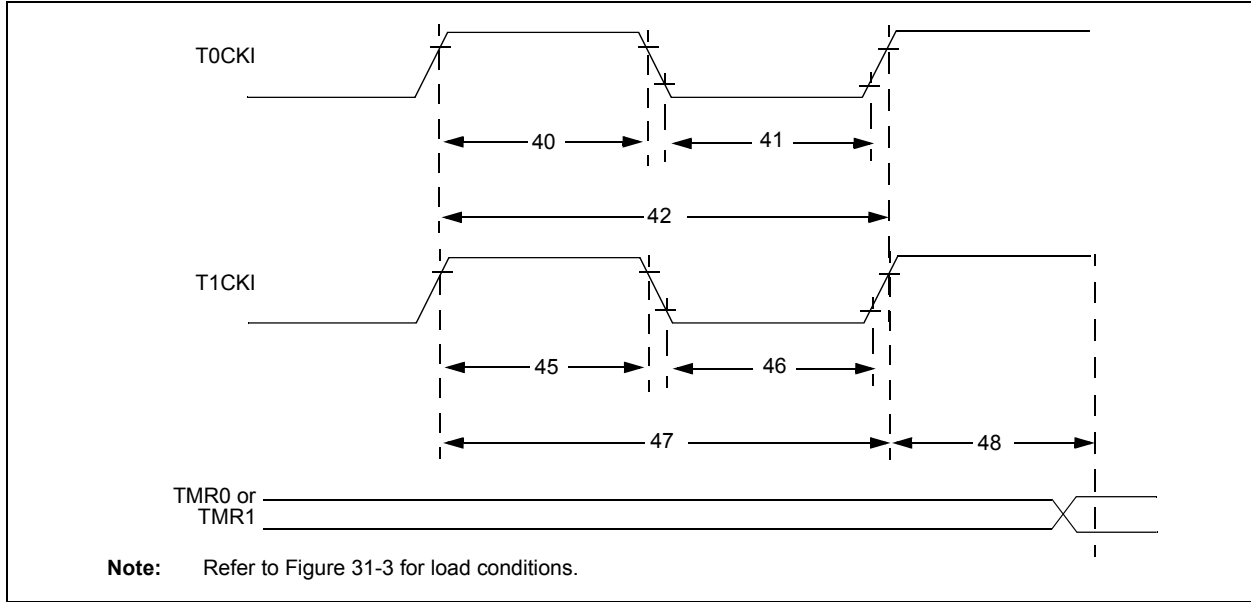 T0CKI
40
41
42
T1CKI
45
46
47
48
TMR0 or
TMR1
Note: Refer to Figure 31-3 for load conditions.